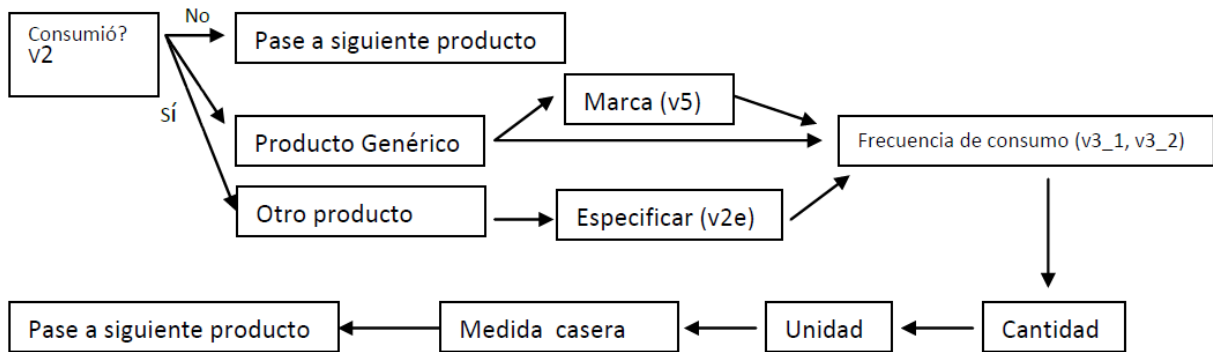 No
Consumió?
V2
Pase a siguiente producto
Sí
Marca (v5)
Producto Genérico
Frecuencia de consumo (v3_1, v3_2)
Otro producto
Especificar (v2e)
Pase a siguiente producto
Medida casera
Unidad
Cantidad